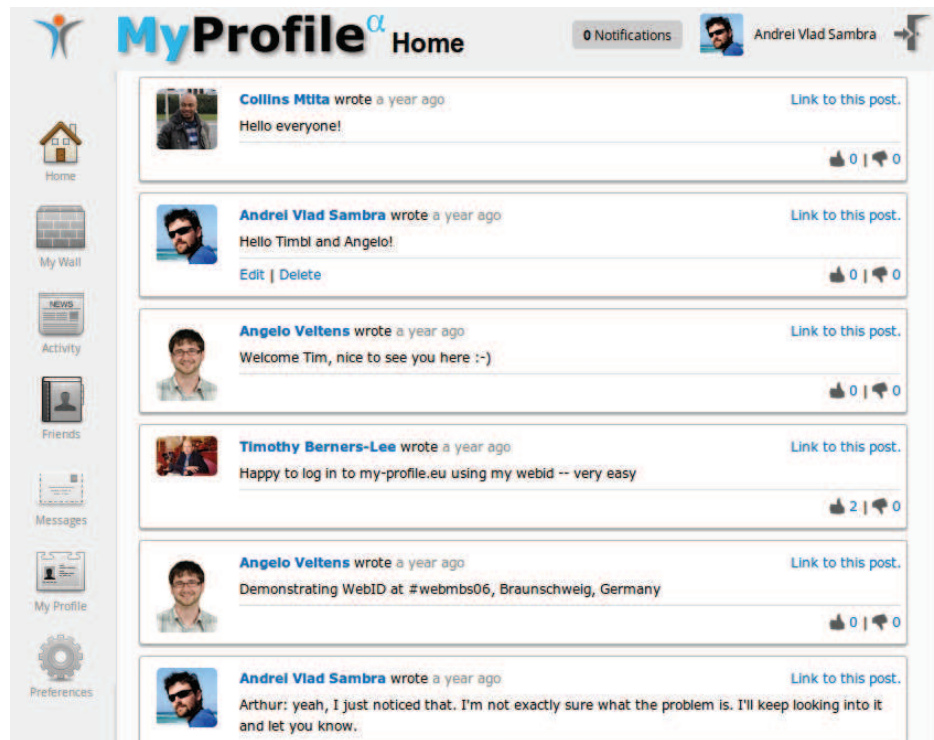 MyProfile α Home
0 Notifications
Andrei Vlad Sambra
Home
My Wall
NEWS
Activity
Friends
Messages
My Profile
Preferences
Collins Mtita wrote a year ago
Link to this post.
Hello everyone!
0 | 0
Andrei Vlad Sambra wrote a year ago
Link to this post.
Hello Timbl and Angelo!
Edit | Delete
0 | 0
Angelo Veltens wrote a year ago
Link to this post.
Welcome Tim, nice to see you here :-)
0 | 0
Timothy Berners-Lee wrote a year ago
Link to this post.
Happy to log in to my-profile.eu using my webid -- very easy
2 | 0
Angelo Veltens wrote a year ago
Link to this post.
Demonstrating WebID at #webmbs06, Braunschweig, Germany
0 | 0
Andrei Vlad Sambra wrote a year ago
Link to this post.
Arthur: yeah, I just noticed that. I'm not exactly sure what the problem is. I'll keep looking into it
and let you know.